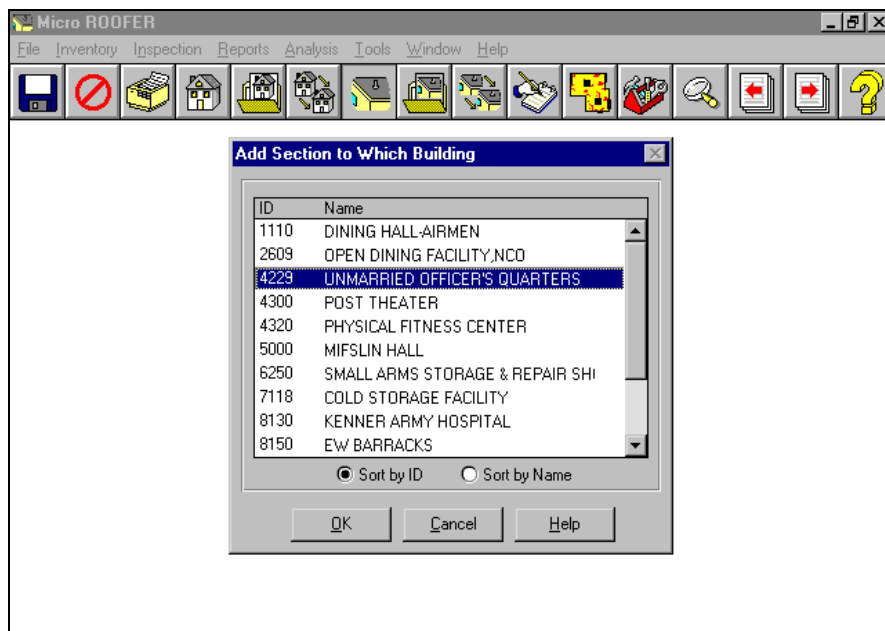 Micro ROOFER
File Inventory Inspection Reports Analysis Tools Window Help
Add Section to Which Building
ID Name
1110 DINING HALL-AIRMEN
2609 OPEN DINING FACILITY,NCO
4229 UNMARRIED OFFICER'S QUARTERS
4300 POST THEATER
4320 PHYSICAL FITNESS CENTER
5000 MIFSLIN HALL
6250 SMALL ARMS STORAGE & REPAIR SH
7118 COLD STORAGE FACILITY
8130 KENNER ARMY HOSPITAL
8150 EW BARRACKS
Sort by ID Sort by Name
OK Cancel Help